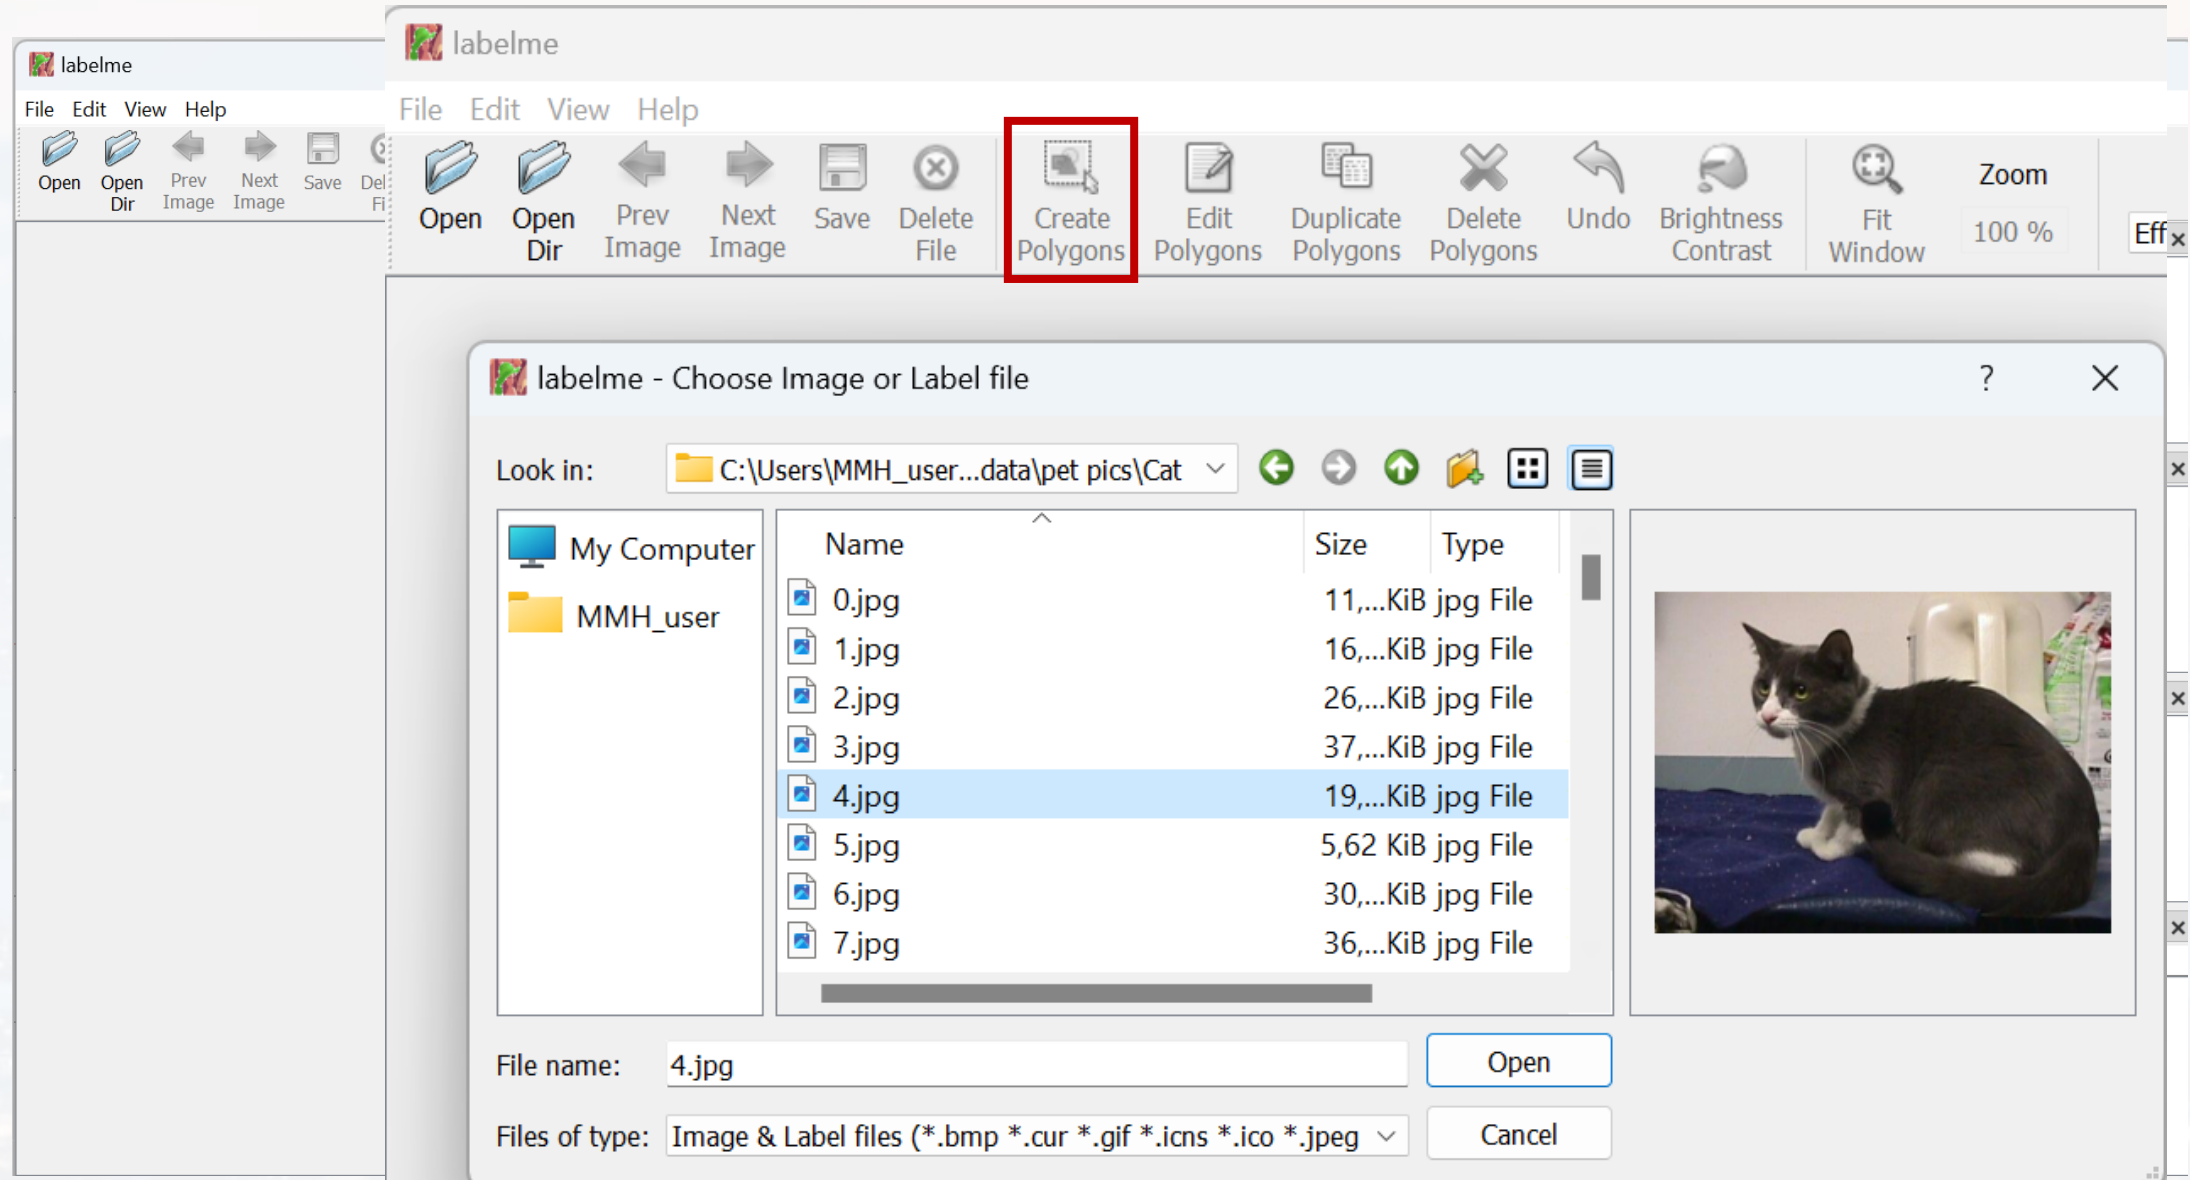 labelme
File Edit View Help
Open
Open Dir
Prev Image
Next Image
Save
Del
Fi
labelme
File Edit View Help
Open
Open Dir
Prev Image
Next Image
Save
Delete File
Create Polygons
Edit Polygons
Duplicate Polygons
Delete Polygons
Undo
Brightness Contrast
Fit Window
Zoom
100 %
Eff
labelme - Choose Image or Label file
?
Look in:
C:\Users\MMH_user...data\pet pics\Cat
My Computer
MMH_user
Name Size Type
0.jpg 11,...KiB jpg File
1.jpg 16,...KiB jpg File
2.jpg 26,...KiB jpg File
3.jpg 37,...KiB jpg File
4.jpg 19,...KiB jpg File
5.jpg 5,62 KiB jpg File
6.jpg 30,...KiB jpg File
7.jpg 36,...KiB jpg File
File name: 4.jpg
Open
Files of type: Image & Label files (*.bmp *.cur *.gif *.icns *.ico *.jpeg
Cancel